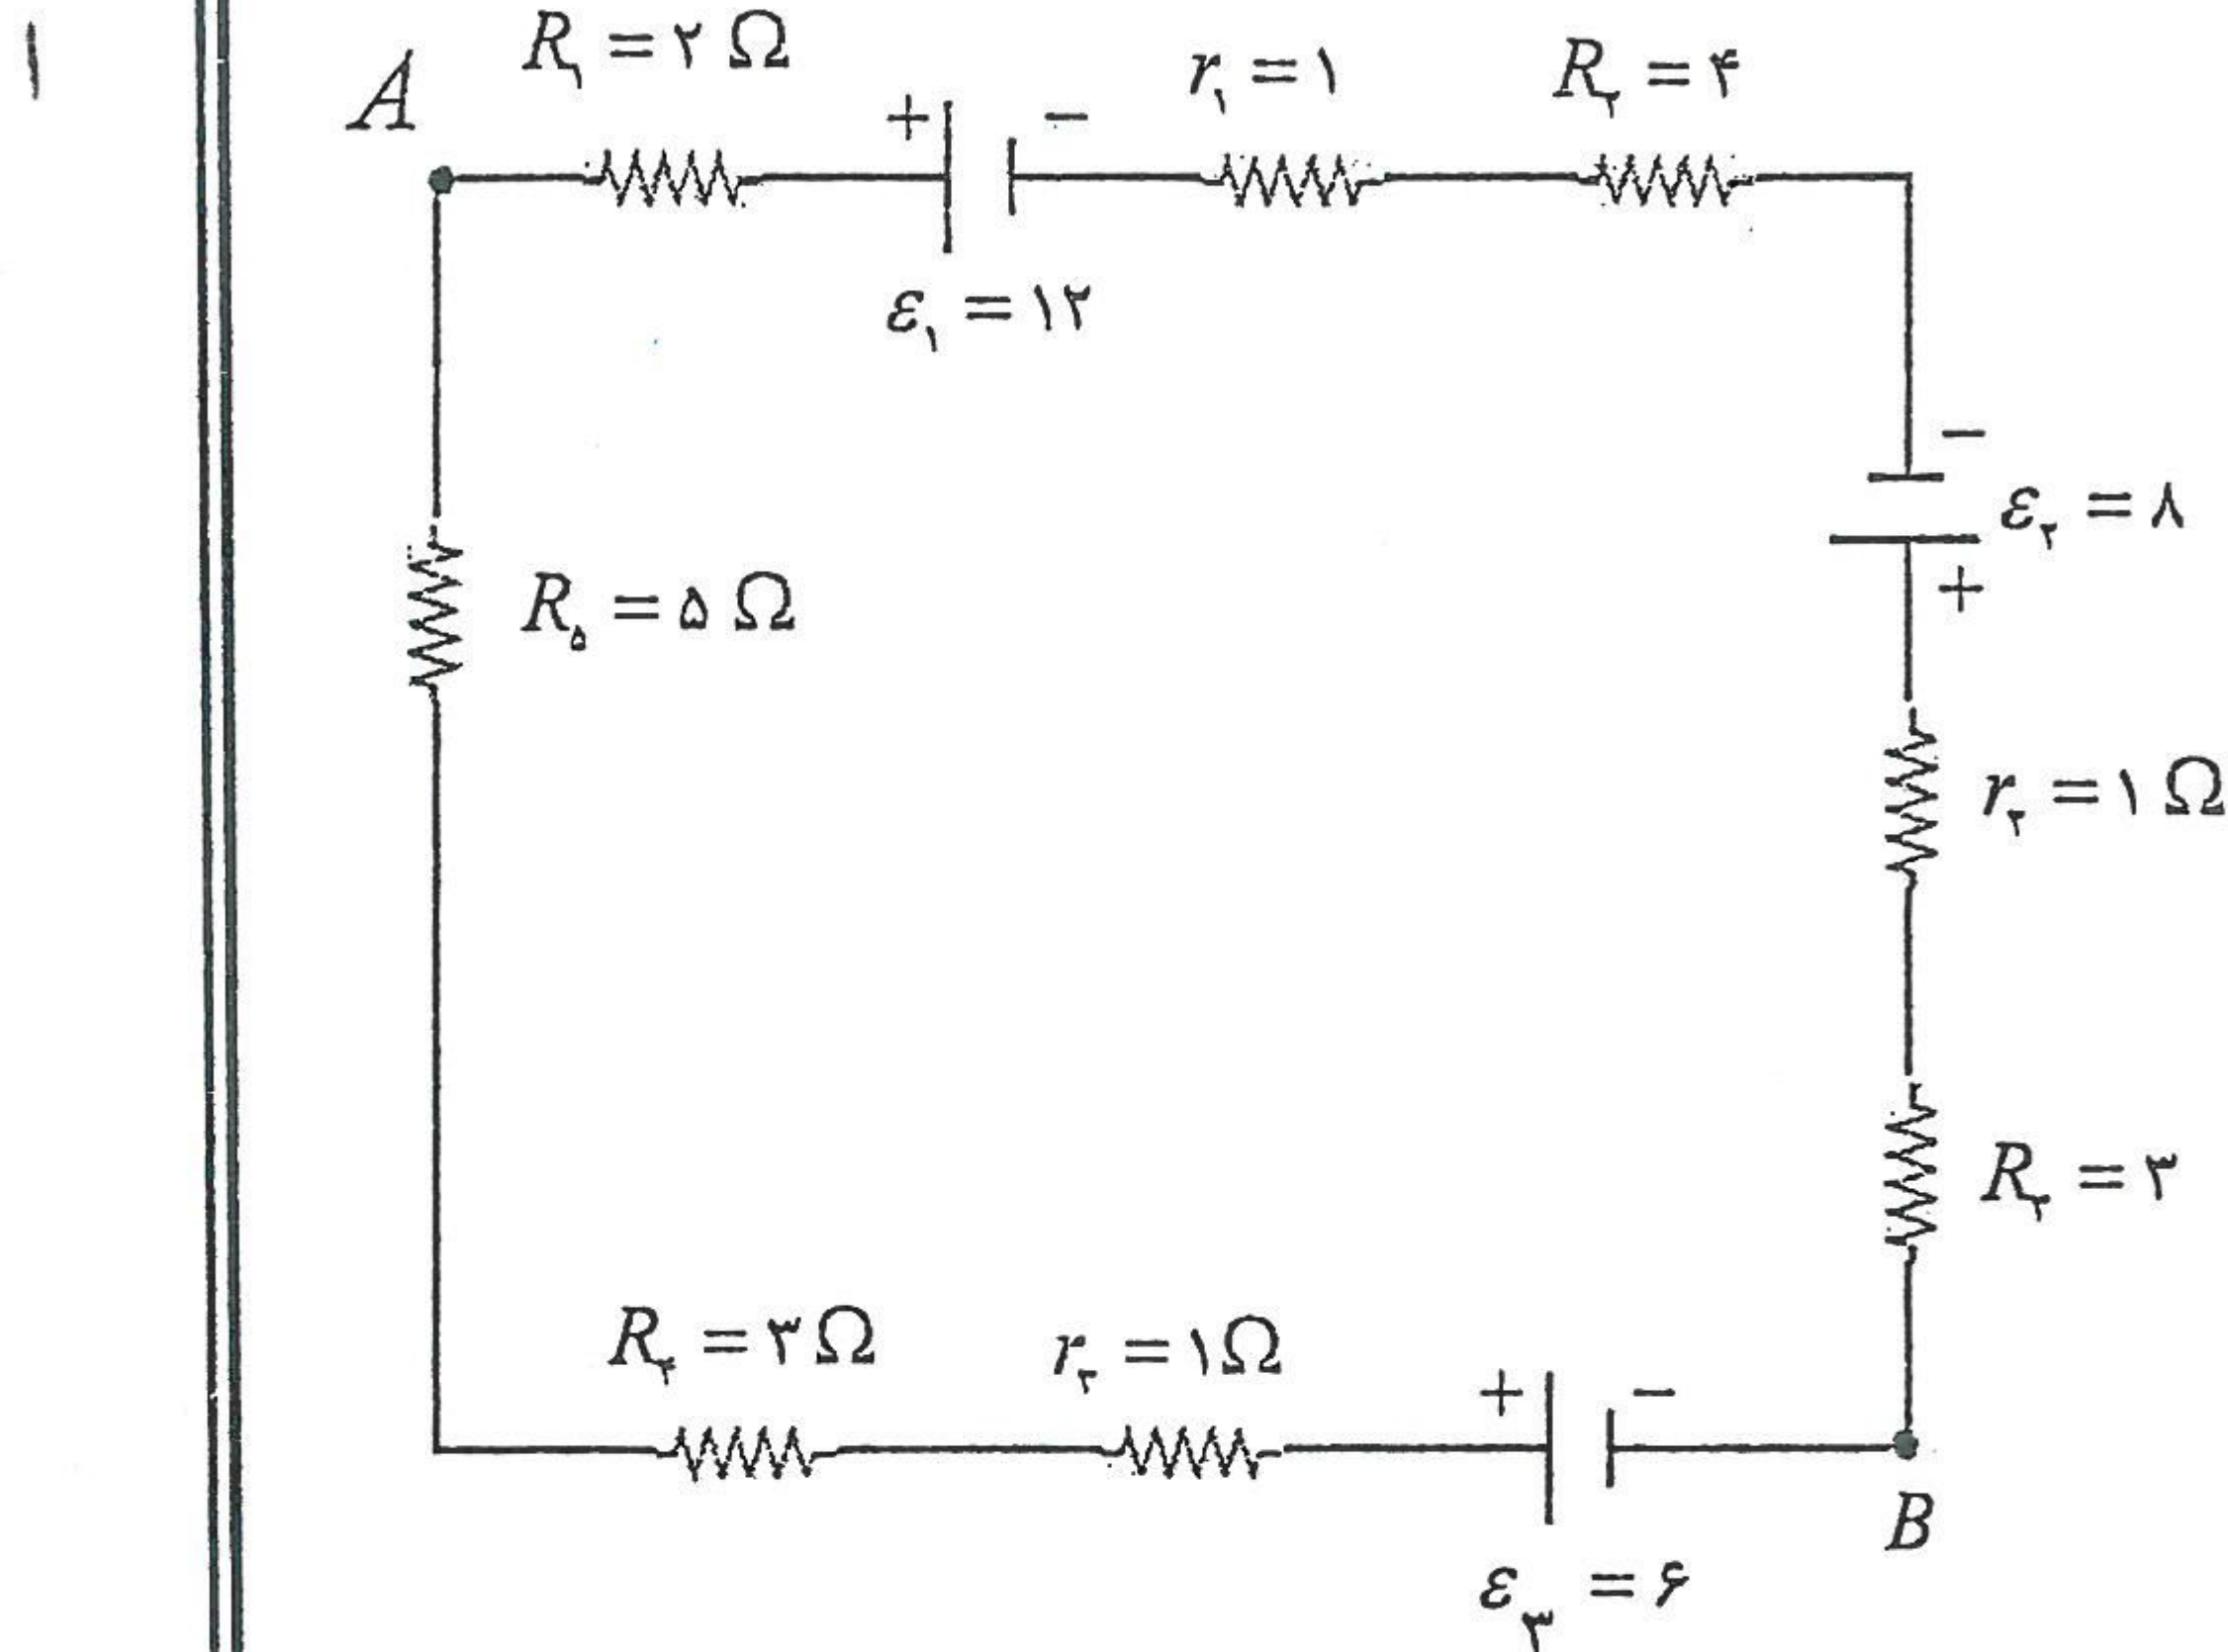 ۱
A
R₁ = ۲ Ω
+ −
r₁ = ۱
R₂ = ۴
ε₁ = ۱۲
−
ε₂ = ۸
+
R₅ = ۵ Ω
r₂ = ۱ Ω
R₃ = ۳
R₄ = ۳ Ω
r₃ = ۱ Ω
+ −
B
ε₃ = ۶